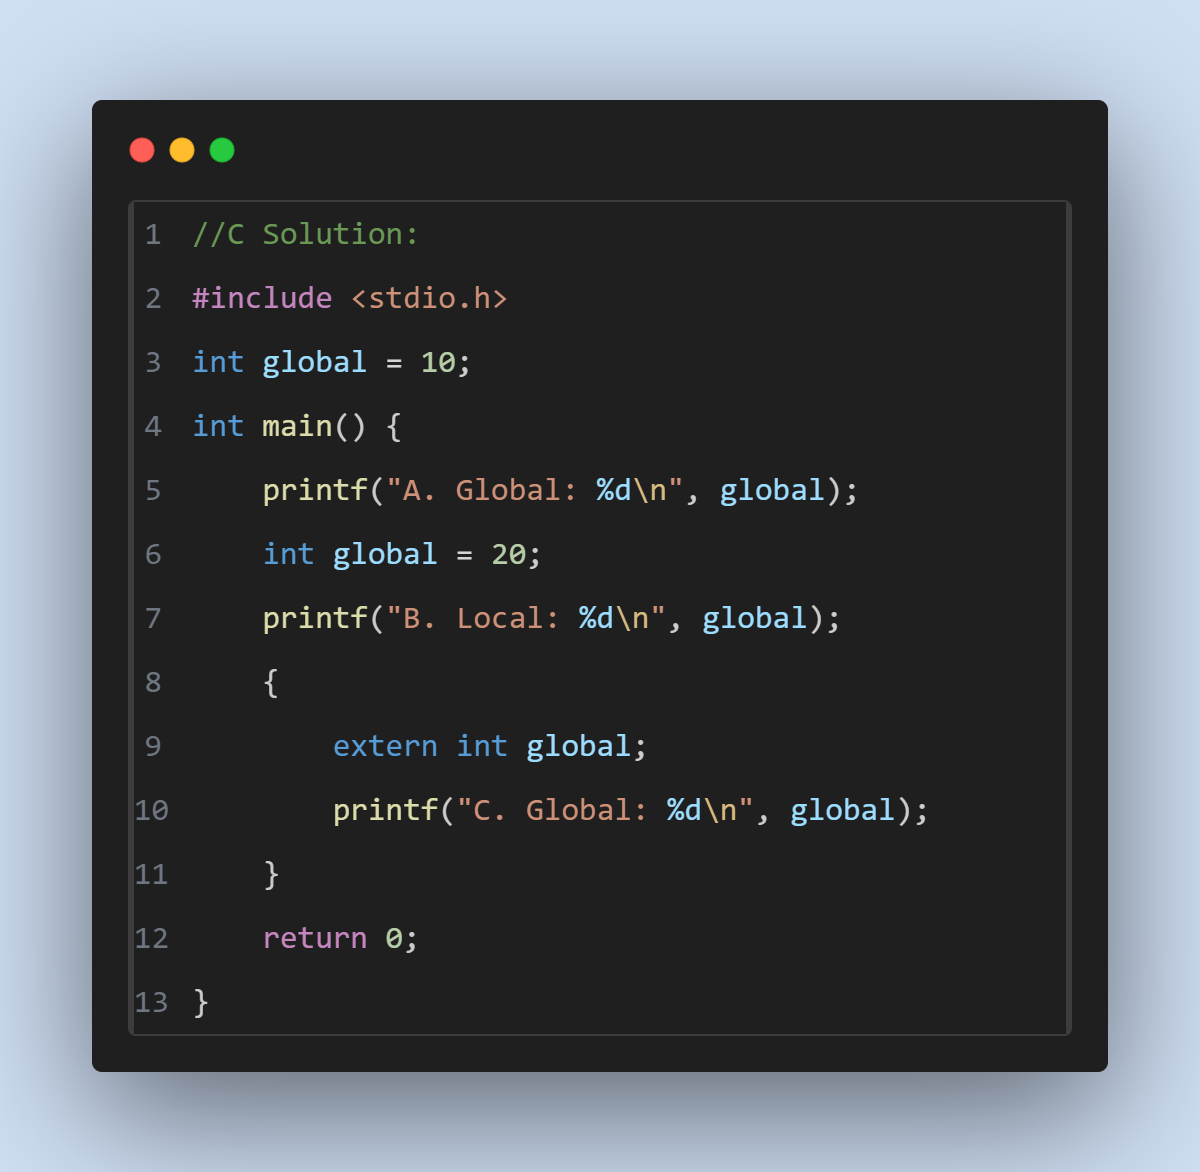 1 //C Solution:
2 #include <stdio.h>
3 int global = 10;
4 int main() {
5     printf("A. Global: %d\n", global);
6     int global = 20;
7     printf("B. Local: %d\n", global);
8     {
9         extern int global;
10         printf("C. Global: %d\n", global);
11     }
12     return 0;
13 }